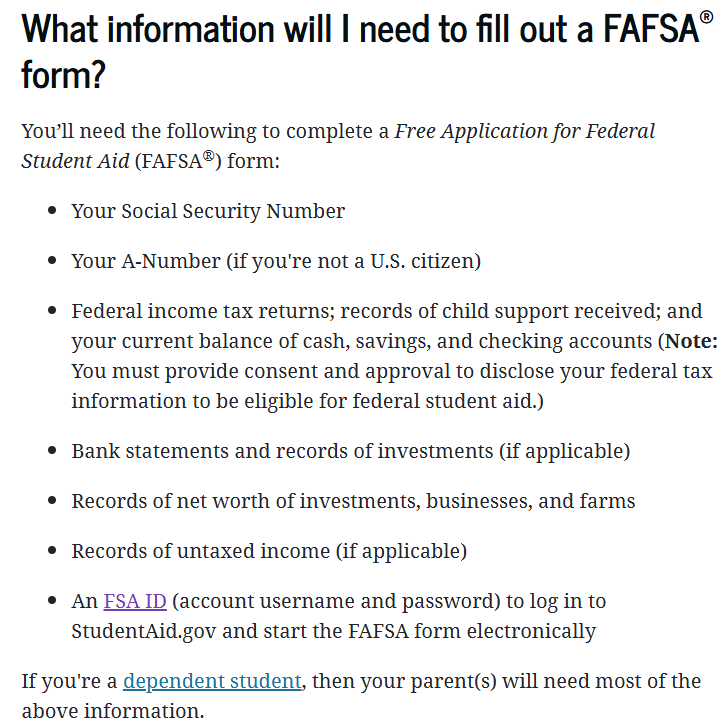 What information will I need to fill out a FAFSA®
form?
You’ll need the following to complete a Free Application for Federal
Student Aid (FAFSA®) form:
• Your Social Security Number
• Your A-Number (if you're not a U.S. citizen)
• Federal income tax returns; records of child support received; and
your current balance of cash, savings, and checking accounts (Note:
You must provide consent and approval to disclose your federal tax
information to be eligible for federal student aid.)
• Bank statements and records of investments (if applicable)
• Records of net worth of investments, businesses, and farms
• Records of untaxed income (if applicable)
• An FSA ID (account username and password) to log in to
StudentAid.gov and start the FAFSA form electronically
If you're a dependent student, then your parent(s) will need most of the
above information.